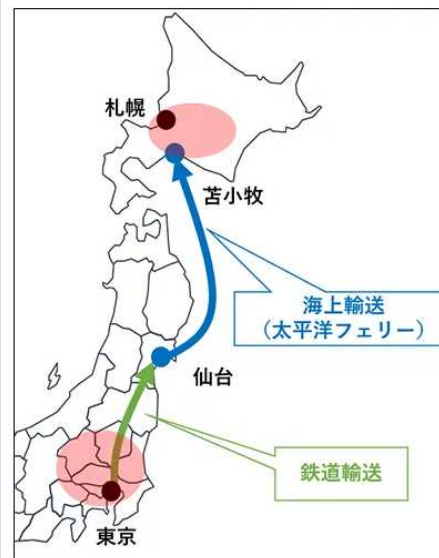 札幌
苫小牧
海上輸送
（太平洋フェリー）
仙台
鉄道輸送
東京